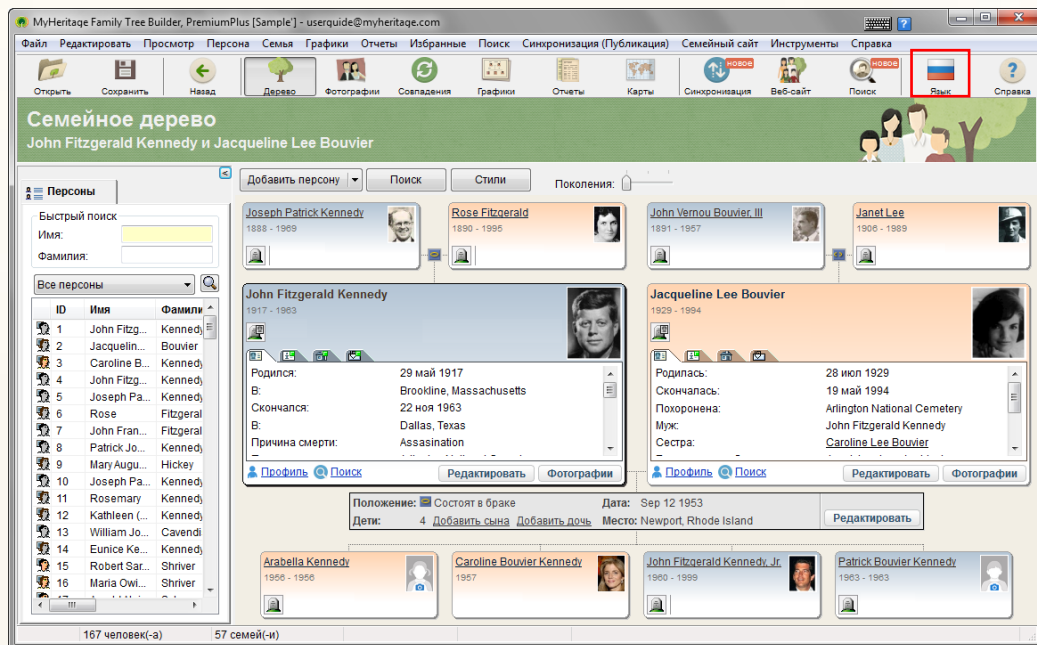 MyHeritage Family Tree Builder, PremiumPlus [Sample'] - userguide@myheritage.com
Файл Редактировать Просмотр Персона Семья Графики Отчеты Избранные Поиск Синхронизация (Публикация) Семейный сайт Инструменты Справка
НОВОЕ НОВОЕ
Открыть Сохранить Назад Дерево Фотографии Совпадения Графики Отчеты Карты Синхронизация Веб-сайт Поиск Язык Справка
Семейное дерево
John Fitzgerald Kennedy и Jacqueline Lee Bouvier
Персоны
Быстрый поиск
Имя:
Фамилия:
Все персоны
ID Имя Фамили
1 John Fitzg... Kennedy
2 Jacquelin... Bouvier
3 Caroline B... Kennedy
4 John Fitzg... Kennedy
5 Joseph Pa... Kennedy
6 Rose Fitzgeral
7 John Fran... Fitzgeral
8 Patrick Jo... Kennedy
9 Mary Augu... Hickey
10 Joseph Pa... Kennedy
11 Rosemary Kennedy
12 Kathleen (... Kennedy
13 William Jo... Cavendi
14 Eunice Ke... Kennedy
15 Robert Sar... Shriver
16 Maria Owi... Shriver
Добавить персону Поиск Стили Поколения:
Joseph Patrick Kennedy
1888 - 1969
Rose Fitzgerald
1890 - 1995
John Vernou Bouvier, III
1891 - 1957
Janet Lee
1906 - 1989
John Fitzgerald Kennedy
1917 - 1963
Родился: 29 май 1917
В: Brookline, Massachusetts
Скончался: 22 ноя 1963
В: Dallas, Texas
Причина смерти: Assasination
Профиль Поиск Редактировать Фотографии
Jacqueline Lee Bouvier
1929 - 1994
Родилась: 28 июл 1929
Скончалась: 19 май 1994
Похоронена: Arlington National Cemetery
Муж: John Fitzgerald Kennedy
Сестра: Caroline Lee Bouvier
Профиль Поиск Редактировать Фотографии
Положение: Состоят в браке Дата: Sep 12 1953
Дети: 4 Добавить сына Добавить дочь Место: Newport, Rhode Island
Редактировать
Arabella Kennedy
1956 - 1956
Caroline Bouvier Kennedy
1957
John Fitzgerald Kennedy, Jr.
1960 - 1999
Patrick Bouvier Kennedy
1963 - 1963
167 человек(-а) 57 семей(-и)